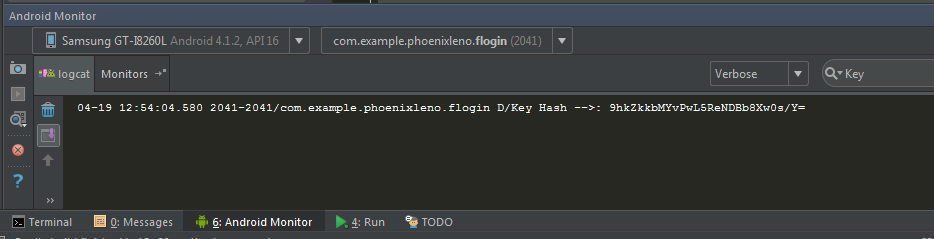 Android Monitor
Samsung GT-I8260L Android 4.1.2, API 16 com.example.phoenixleno.flogin (2041)
logcat Monitors Verbose Key
04-19 12:54:04.580 2041-2041/com.example.phoenixleno.flogin D/Key Hash -->: 9hkZkkbMYvPwL5ReNDBb8Xw0s/Y=
Terminal 0: Messages 6: Android Monitor 4: Run TODO